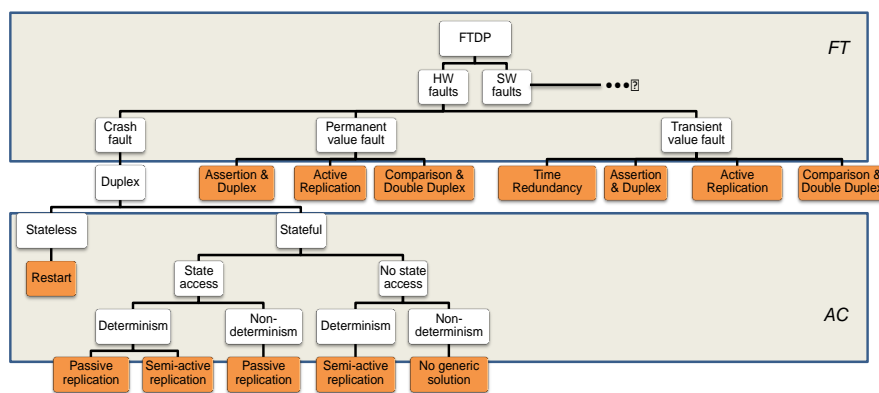 FTDP
FT
HW
faults
SW
faults
•••
Crash
fault
Permanent
value fault
Transient
value fault
Duplex
Assertion &
Duplex
Active
Replication
Comparison &
Double Duplex
Time
Redundancy
Assertion
& Duplex
Active
Replication
Comparison &
Double Duplex
Stateless
Stateful
Restart
State
access
No state
access
Determinism
Non-
determinism
Determinism
Non-
determinism
AC
Passive
replication
Semi-active
replication
Passive
replication
Semi-active
replication
No generic
solution